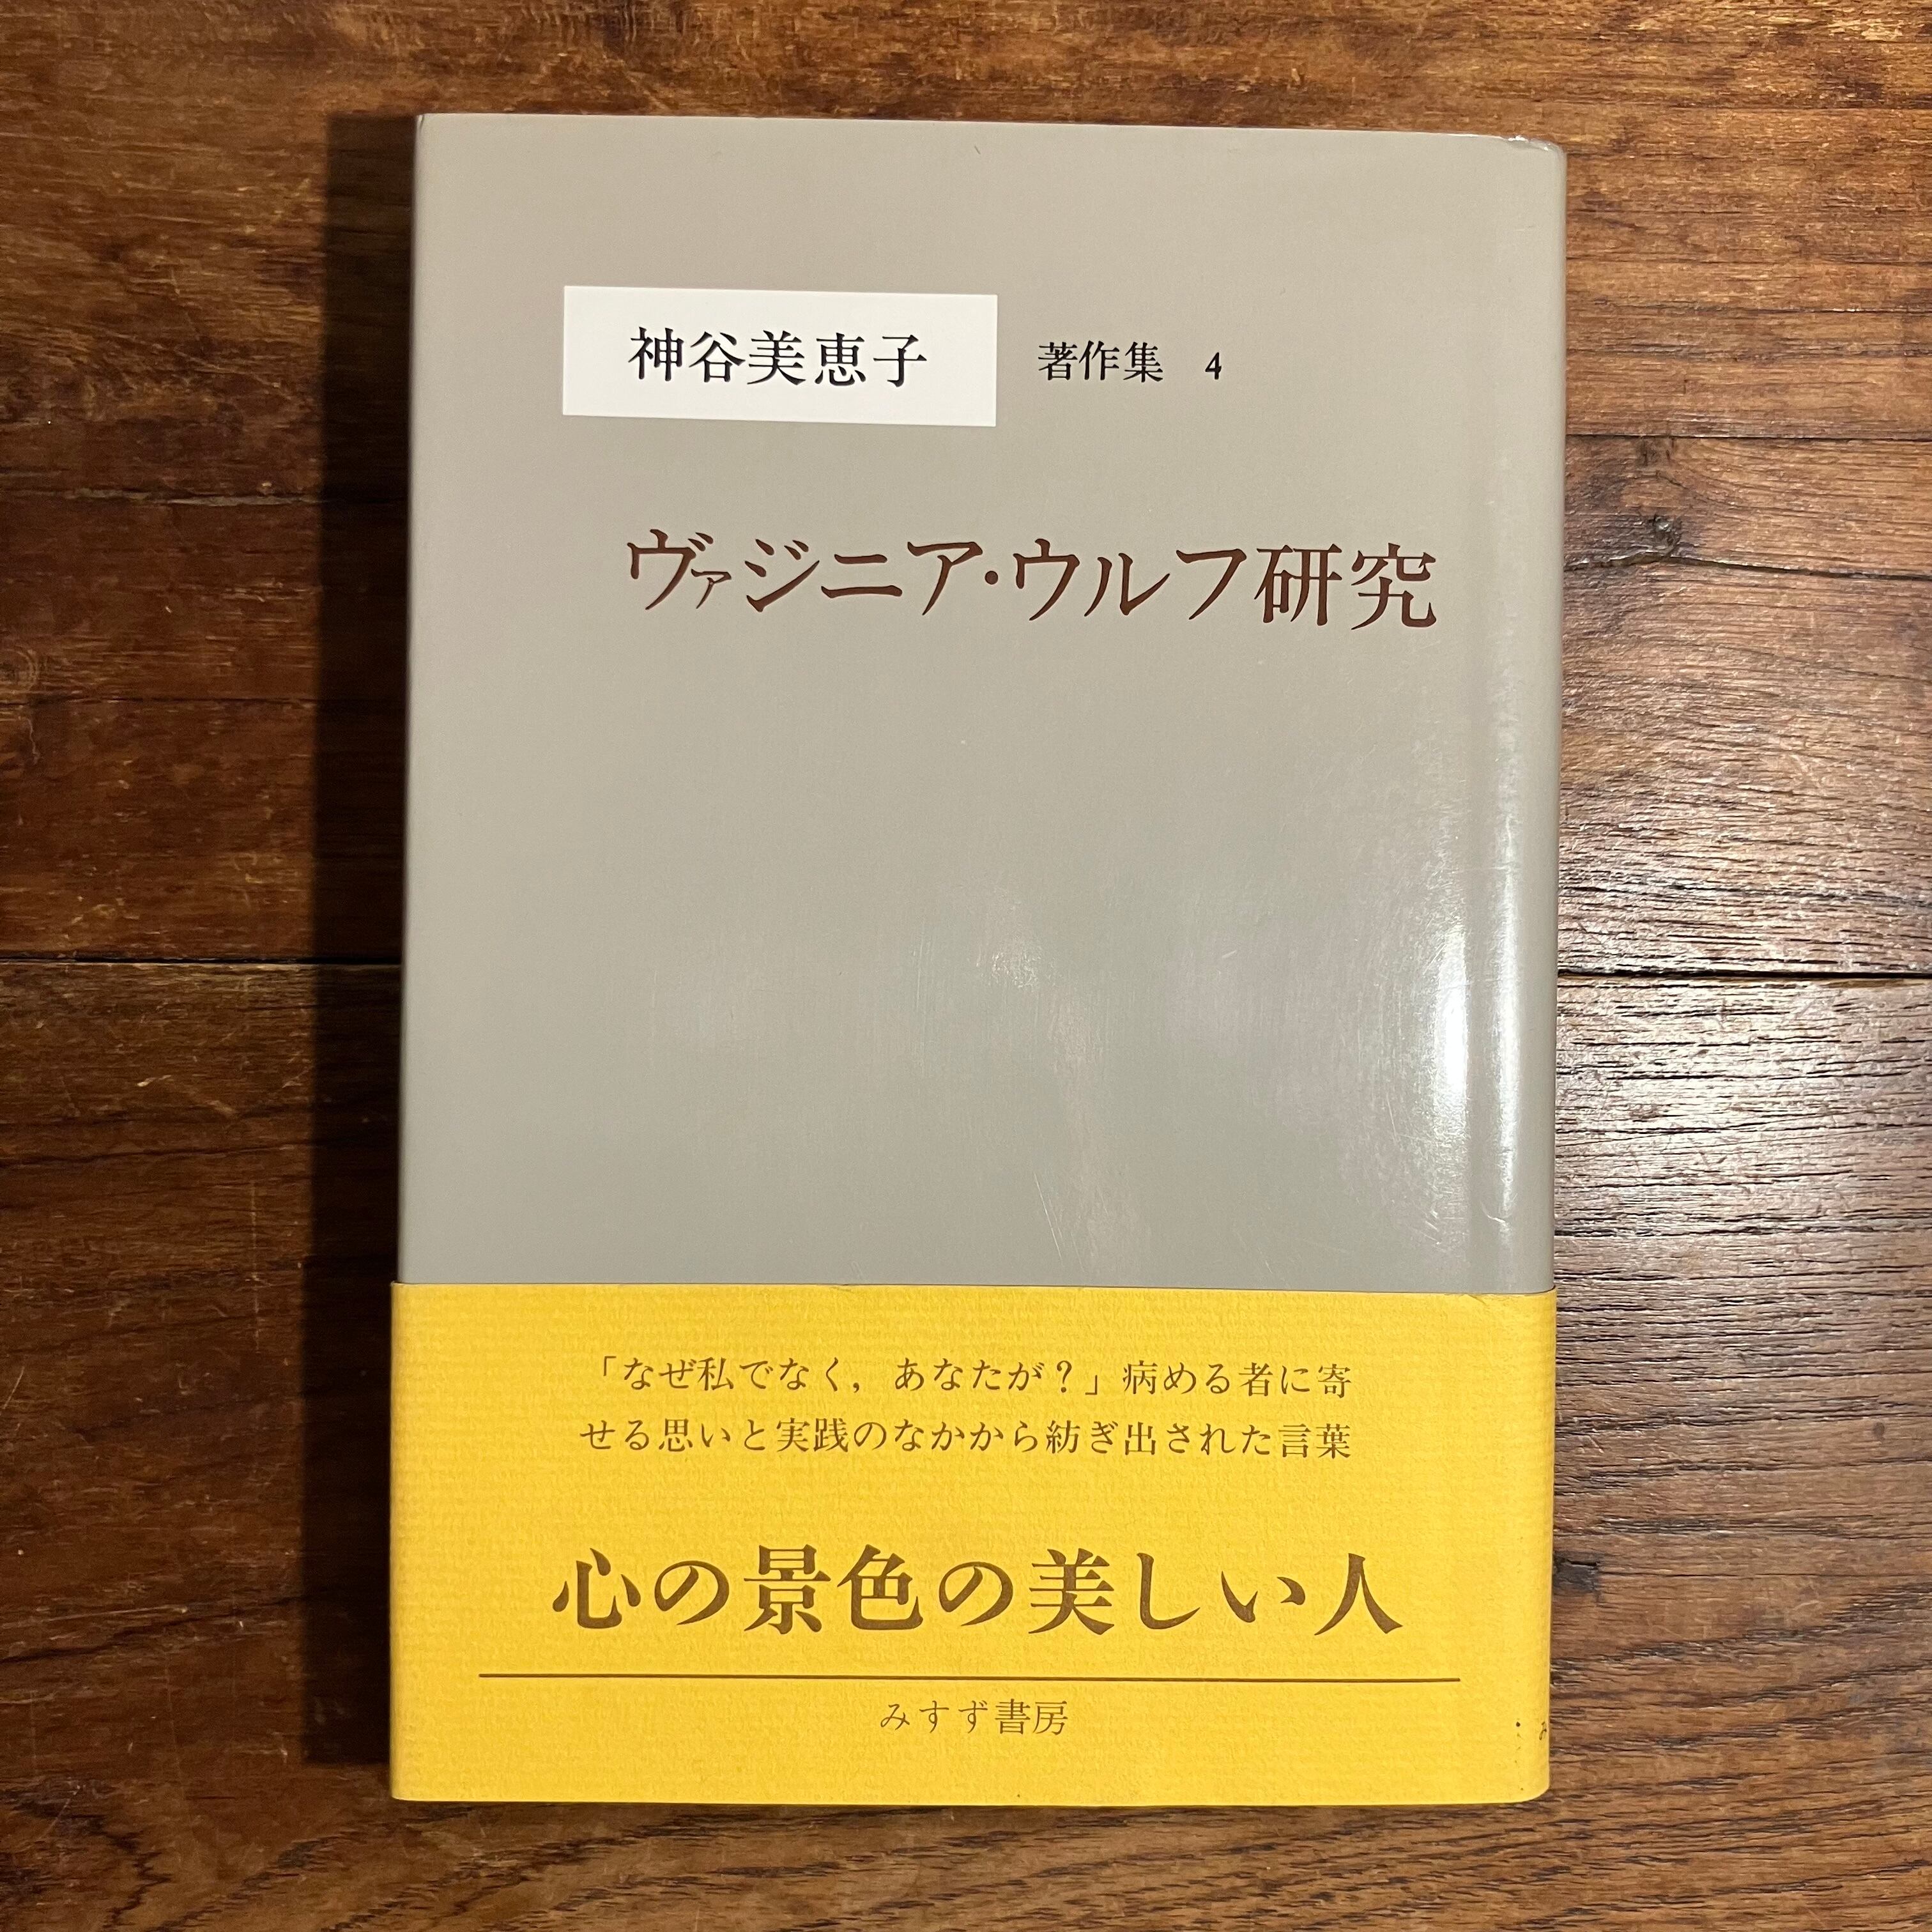 神谷美恵子 著作集 4
ヴァジニア・ウルフ研究
「なぜ私でなく，あなたが？」病める者に寄
せる思いと実践のなかから紡ぎ出された言葉
心の景色の美しい人
みすず書房